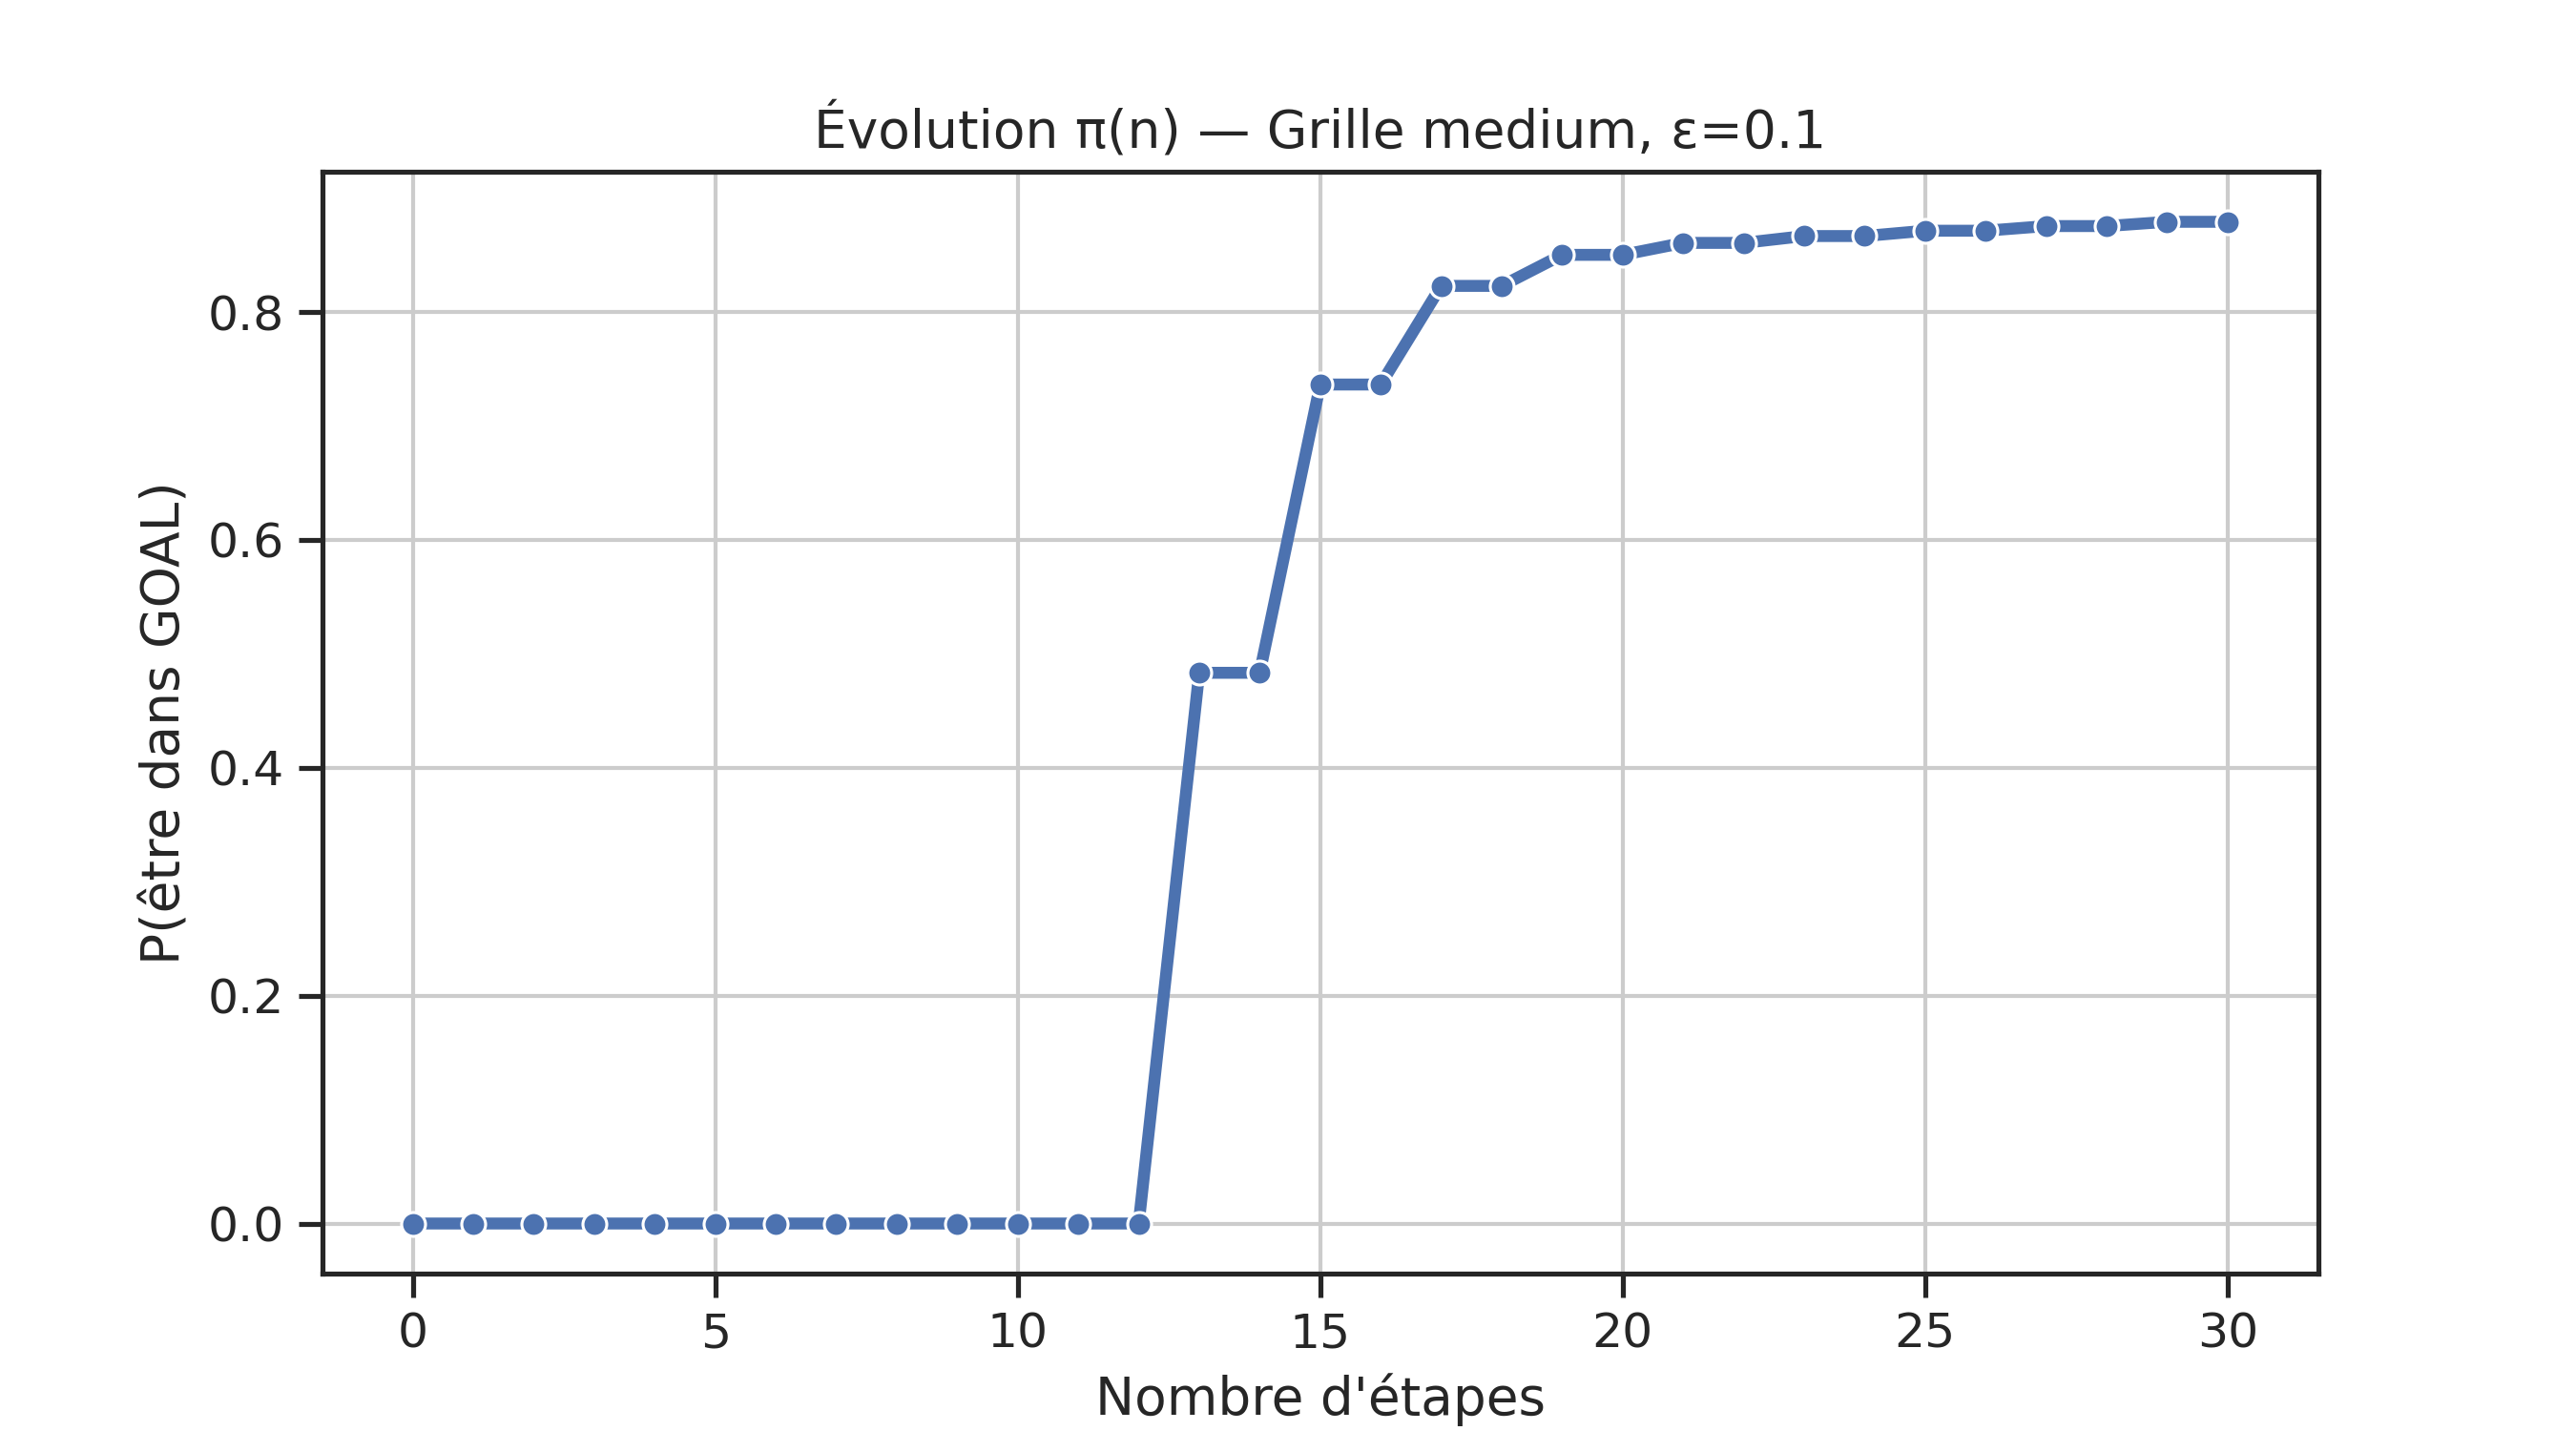 Évolution π(n) — Grille medium, ε=0.1
P(être dans GOAL)
0.8
0.6
0.4
0.2
0.0
0 5 10 15 20 25 30
Nombre d'étapes